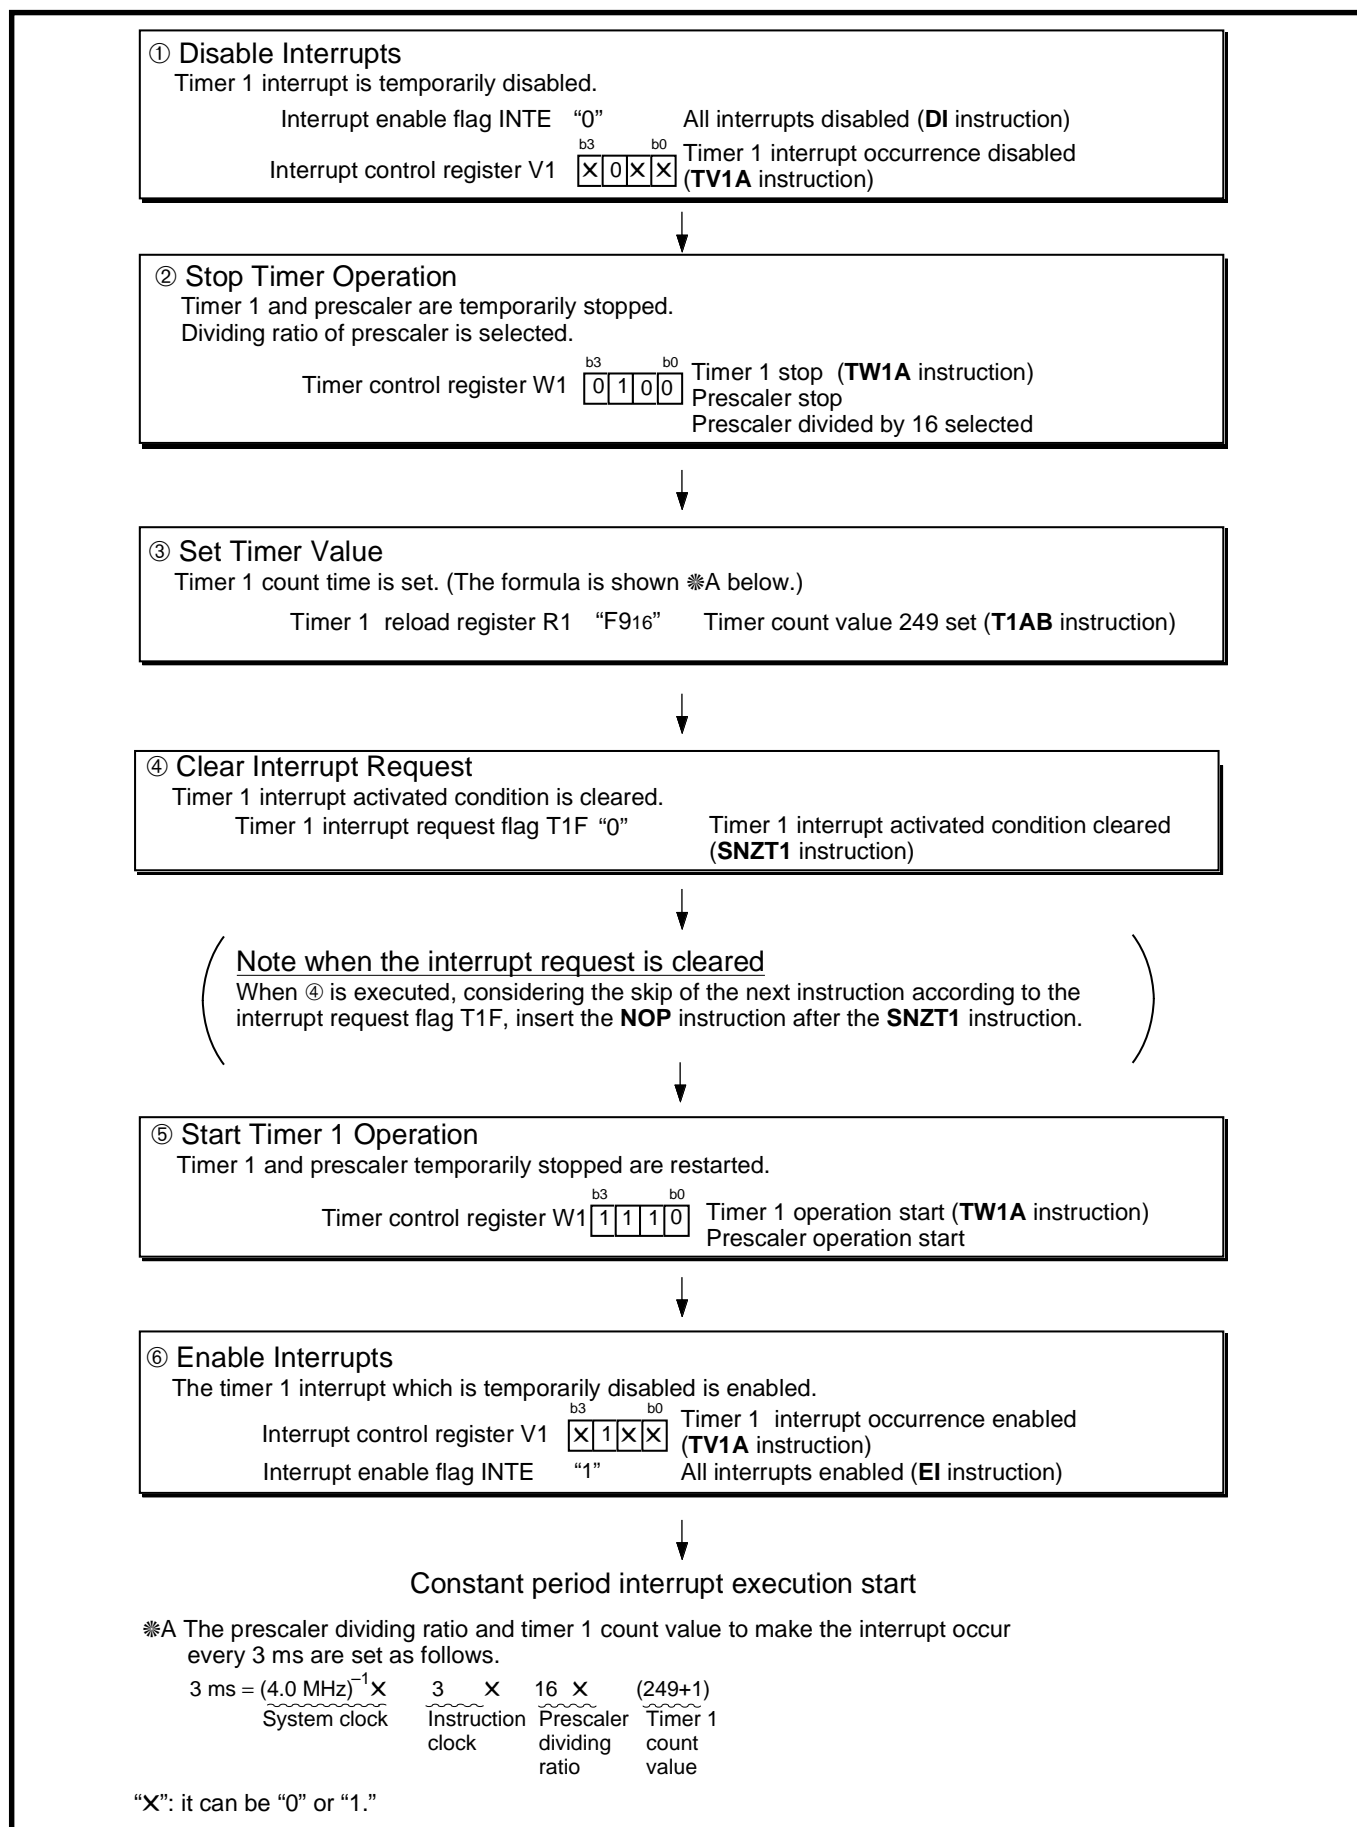 ① Disable Interrupts
Timer 1 interrupt is temporarily disabled.
Interrupt enable flag INTE “0” All interrupts disabled (DI instruction)
b3 b0
Interrupt control register V1 ✕ 0 ✕ ✕ Timer 1 interrupt occurrence disabled
(TV1A instruction)
② Stop Timer Operation
Timer 1 and prescaler are temporarily stopped.
Dividing ratio of prescaler is selected.
b3 b0
Timer control register W1 0 1 0 0 Timer 1 stop (TW1A instruction)
Prescaler stop
Prescaler divided by 16 selected
③ Set Timer Value
Timer 1 count time is set. (The formula is shown ❊A below.)
Timer 1 reload register R1 “F916” Timer count value 249 set (T1AB instruction)
④ Clear Interrupt Request
Timer 1 interrupt activated condition is cleared.
Timer 1 interrupt request flag T1F “0” Timer 1 interrupt activated condition cleared
(SNZT1 instruction)
Note when the interrupt request is cleared
When ④ is executed, considering the skip of the next instruction according to the
interrupt request flag T1F, insert the NOP instruction after the SNZT1 instruction.
⑤ Start Timer 1 Operation
Timer 1 and prescaler temporarily stopped are restarted.
b3 b0
Timer control register W1 1 1 1 0 Timer 1 operation start (TW1A instruction)
Prescaler operation start
⑥ Enable Interrupts
The timer 1 interrupt which is temporarily disabled is enabled.
b3 b0
Interrupt control register V1 ✕ 1 ✕ ✕ Timer 1 interrupt occurrence enabled
(TV1A instruction)
Interrupt enable flag INTE “1” All interrupts enabled (EI instruction)
Constant period interrupt execution start
❊A The prescaler dividing ratio and timer 1 count value to make the interrupt occur
every 3 ms are set as follows.
3 ms = (4.0 MHz)–1 ✕ 3 ✕ 16 ✕ (249+1)
System clock Instruction Prescaler Timer 1
clock dividing count
ratio value
“✕”: it can be “0” or “1.”